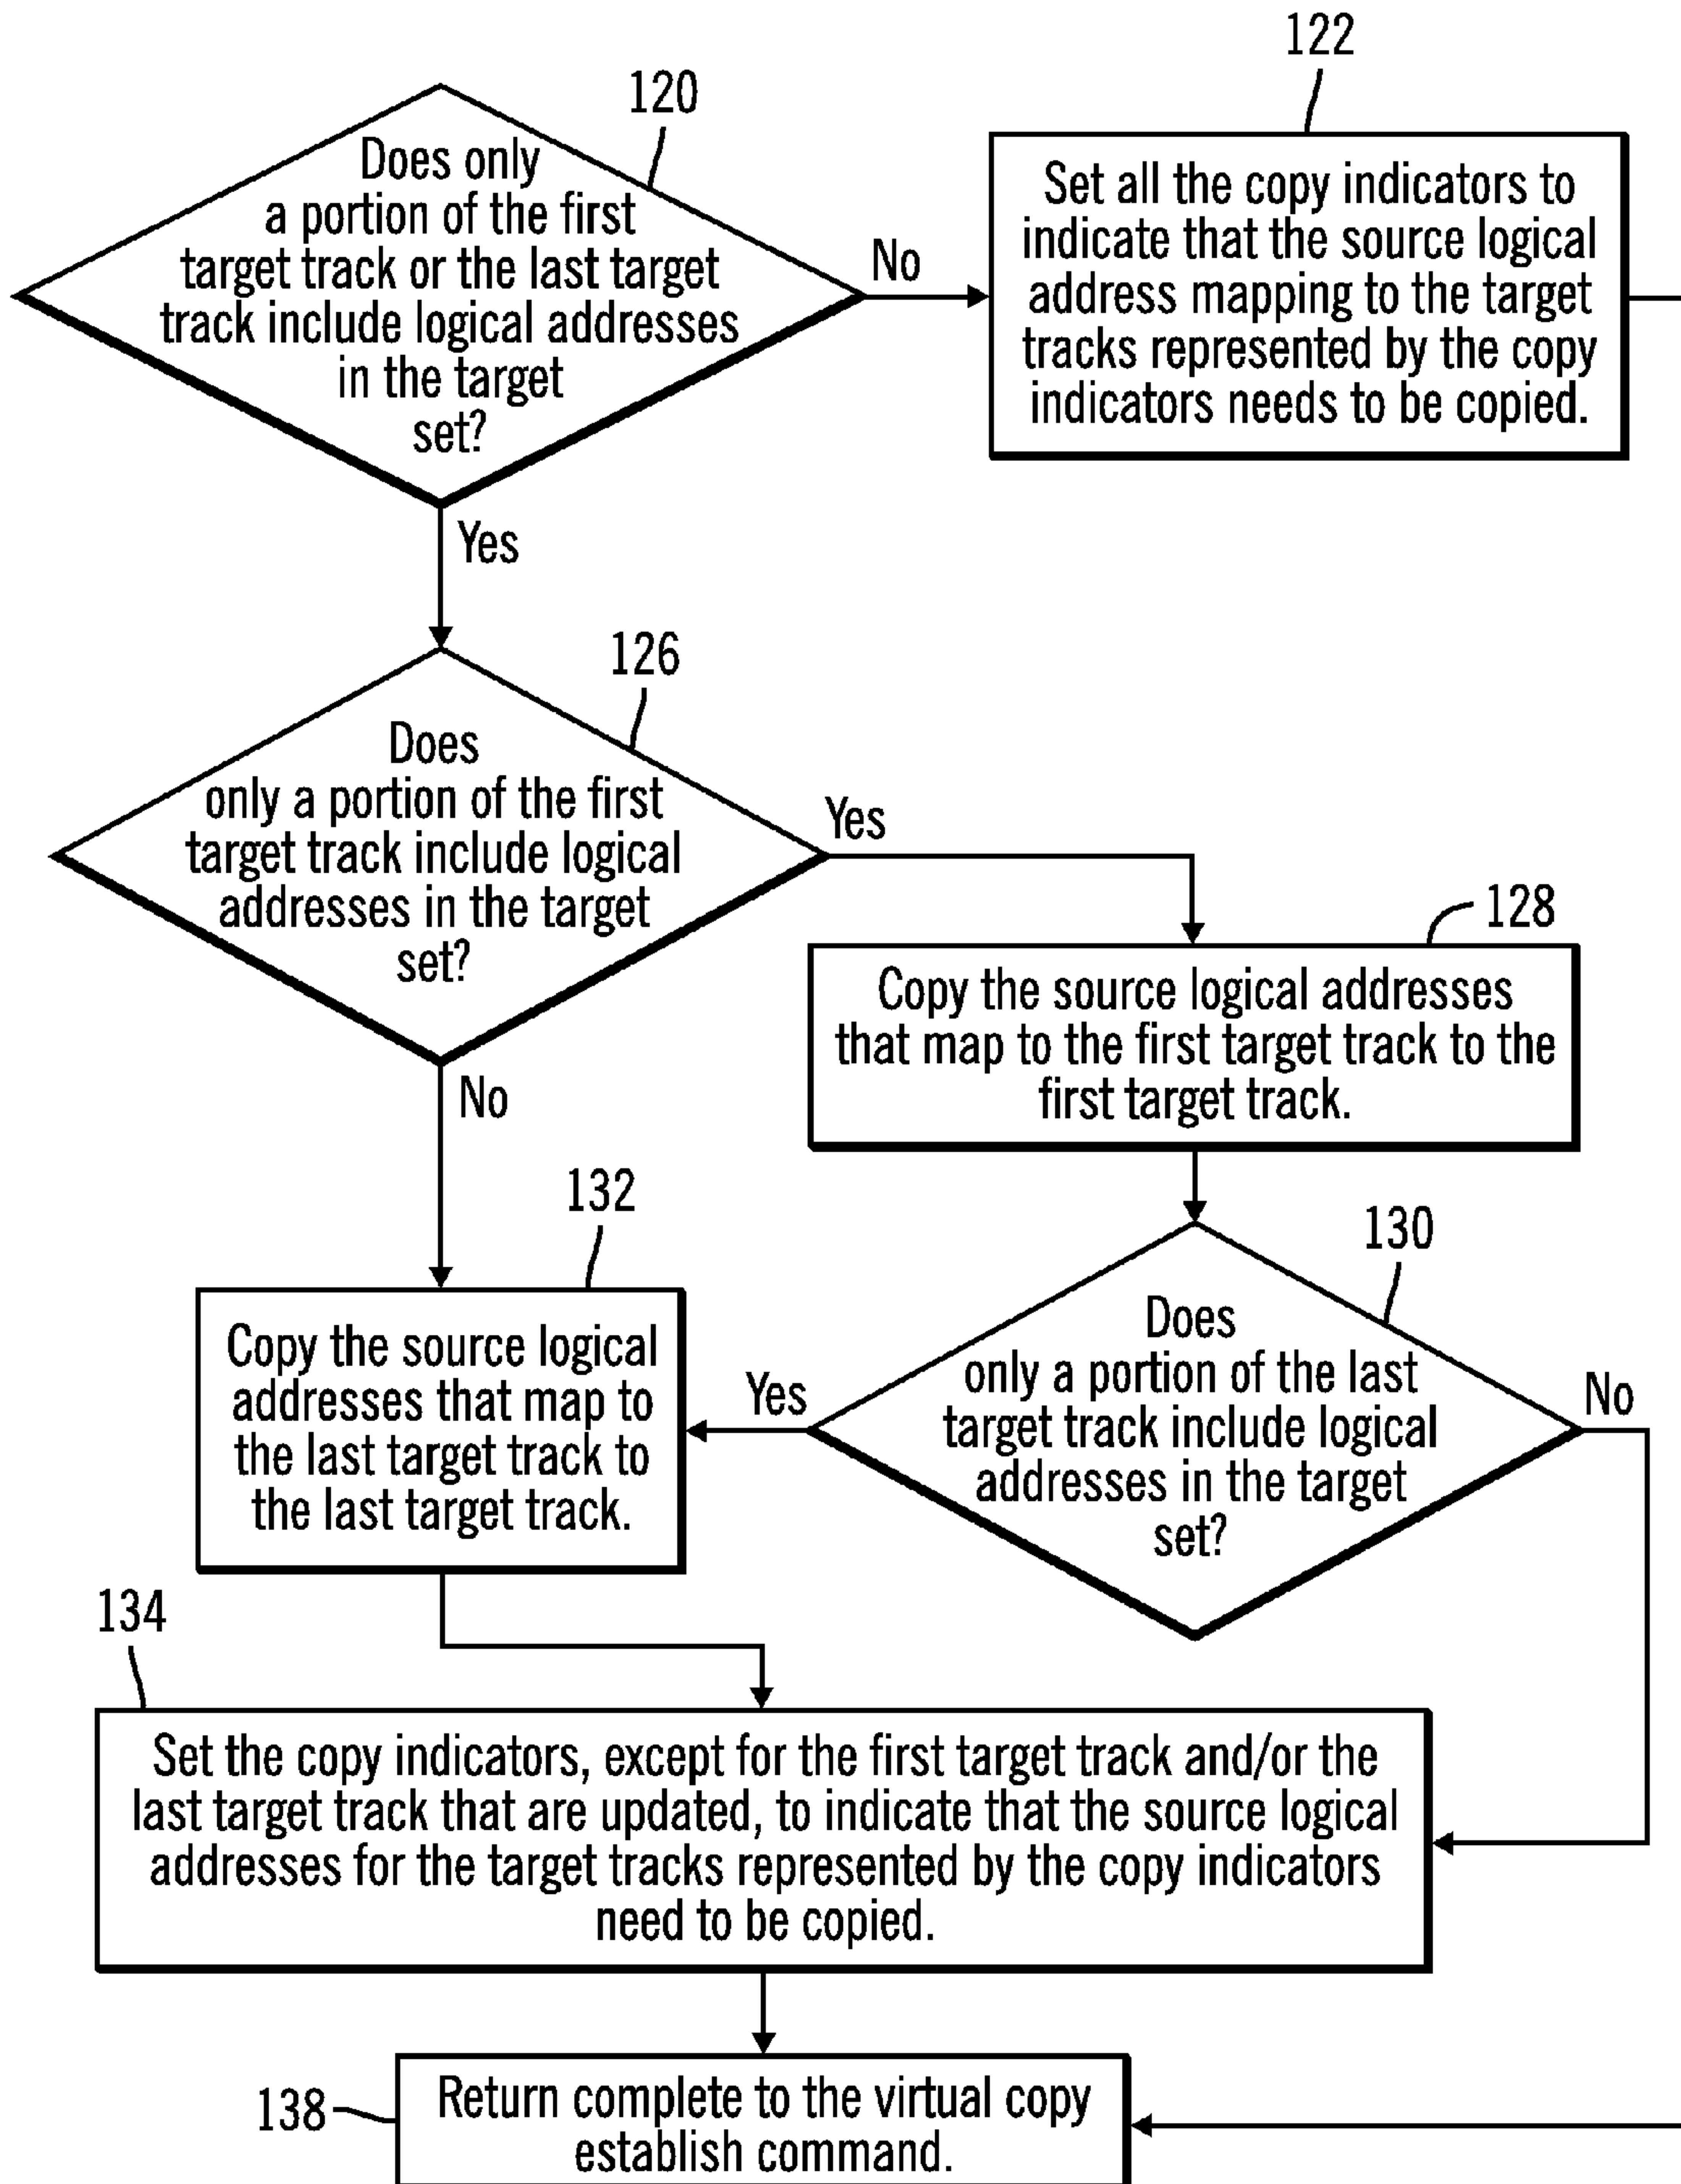 122
120
Does only
a portion of the first
target track or the last target
track include logical addresses
in the target
set?
No
Set all the copy indicators to
indicate that the source logical
address mapping to the target
tracks represented by the copy
indicators needs to be copied.
Yes
126
Does
only a portion of the first
target track include logical
addresses in the target
set?
Yes
128
Copy the source logical addresses
that map to the first target track to the
first target track.
No
132
130
Copy the source logical
addresses that map to
the last target track to
the last target track.
Yes
Does
only a portion of the last
target track include logical
addresses in the target
set?
No
134
Set the copy indicators, except for the first target track and/or the
last target track that are updated, to indicate that the source logical
addresses for the target tracks represented by the copy indicators
need to be copied.
138
Return complete to the virtual copy
establish command.